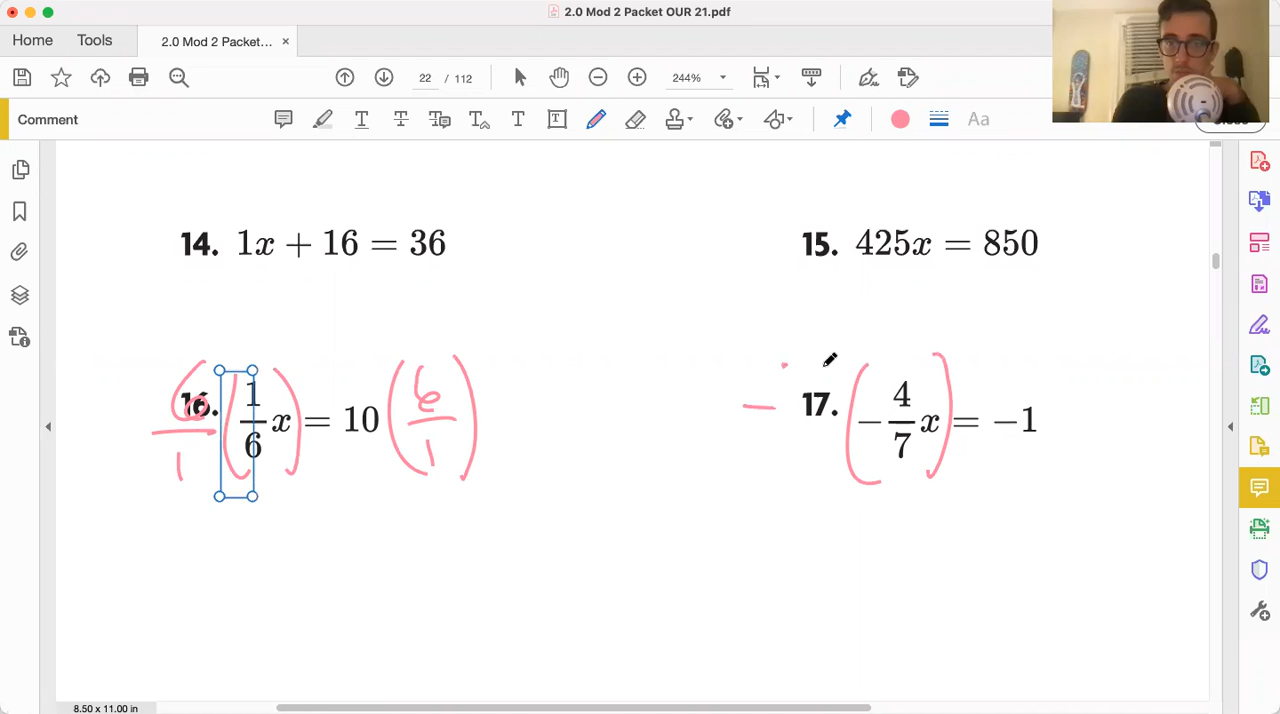 2.0 Mod 2 Packet OUR 21.pdf
Home Tools 2.0 Mod 2 Packet... ×
22 / 112 244%
Comment Aa
14. 1x + 16 = 36
15. 425x = 850
6/1 16. (1/6 x) = 10 (6/1)
− 17. (−4/7 x) = −1
8.50 x 11.00 in